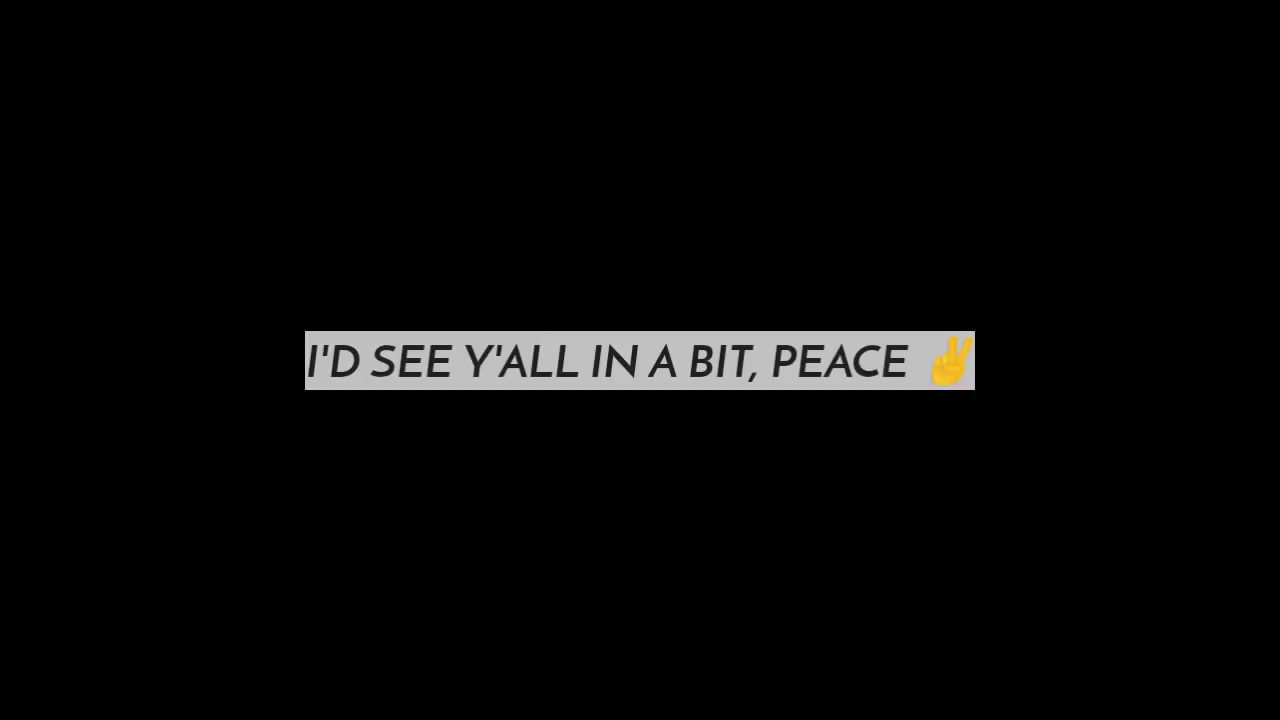 I'D SEE Y'ALL IN A BIT, PEACE ✌️